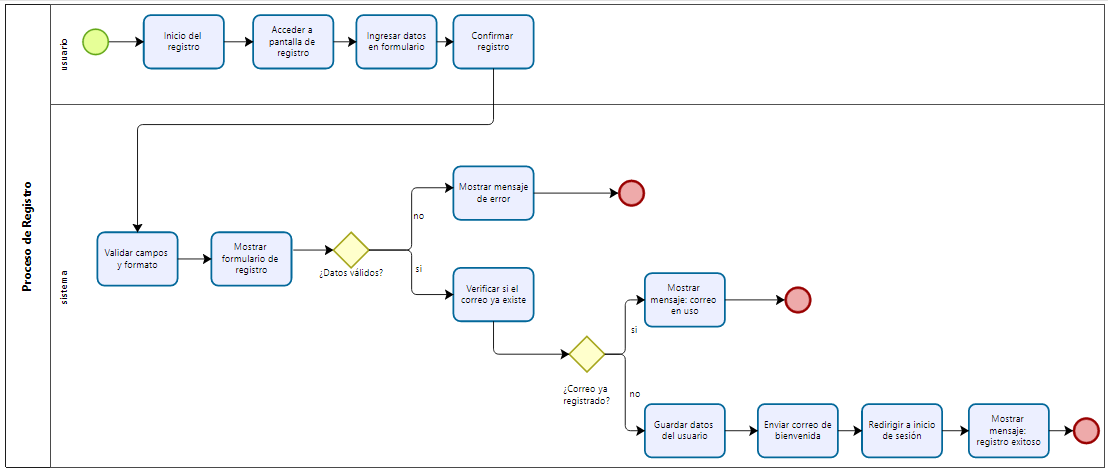 Proceso de Registro
usuario
Inicio del
registro
Acceder a
pantalla de
registro
Ingresar datos
en formulario
Confirmar
registro
sistema
Validar campos
y formato
Mostrar
formulario de
registro
¿Datos válidos?
no
Mostrar mensaje
de error
si
Verificar si el
correo ya existe
¿Correo ya
registrado?
si
Mostrar
mensaje: correo
en uso
no
Guardar datos
del usuario
Enviar correo de
bienvenida
Redirigir a inicio
de sesión
Mostrar
mensaje:
registro exitoso